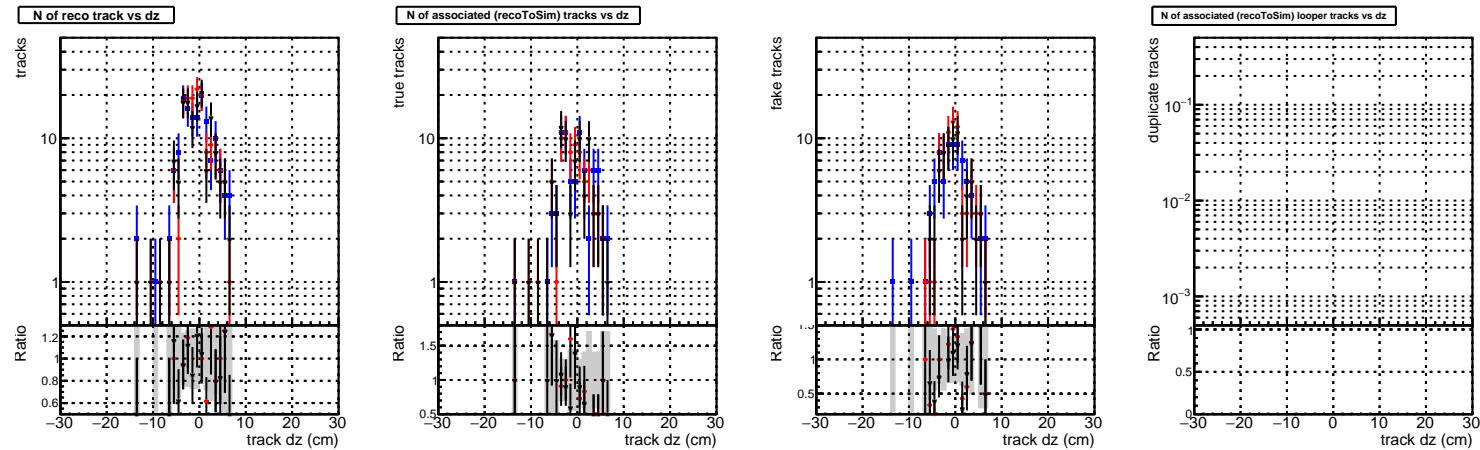 N of reco track vs dz
tracks
10
1
Ratio
1.2
1
0.8
0.6
−30 −20 −10 0 10 20 30
track dz (cm)
N of associated (recoToSim) tracks vs dz
true tracks
10
1
Ratio
1.5
1
0.5
−30 −20 −10 0 10 20 30
track dz (cm)
fake tracks
10
1
Ratio
1.5
1
0.5
−30 −20 −10 0 10 20 30
track dz (cm)
N of associated (recoToSim) looper tracks vs dz
duplicate tracks
10⁻¹
10⁻²
10⁻³
Ratio
1
0.5
0
−30 −20 −10 0 10 20 30
track dz (cm)